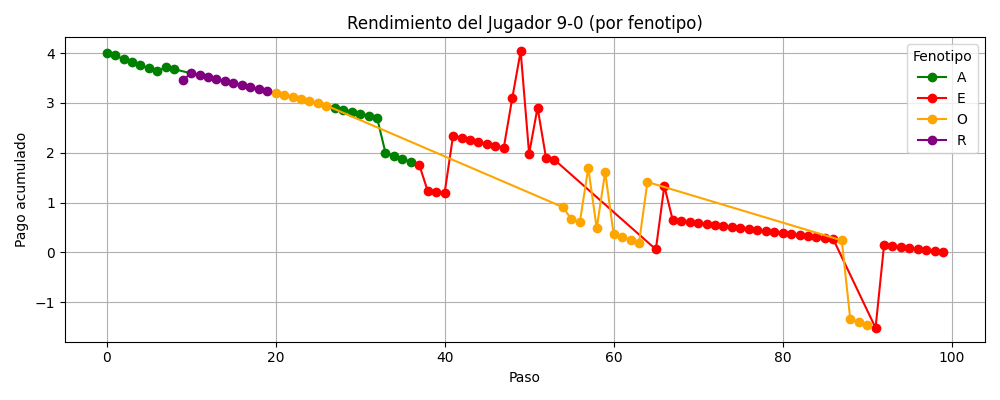 Rendimiento del Jugador 9-0 (por fenotipo)
Pago acumulado
4
3
2
1
0
−1
0
20
40
60
80
100
Paso
Fenotipo
A
E
O
R